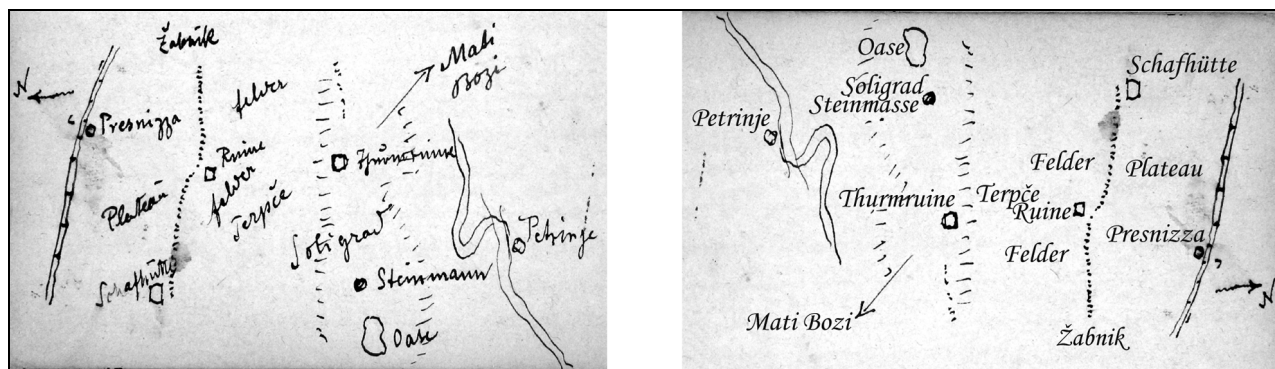 Žabnik
Mati
Bozi
N
felder
Presnizza
Ruine
Thurmruine
felder
Plateau
Terpče
Soligrad
Petrinje
Schafhütte
Steinmann
Oase
Oase
Schafhütte
Soligrad
Steinmasse
Petrinje
Felder
Plateau
Thurmruine
Terpče
Ruine
Presnizza
Felder
N
Mati Bozi
Žabnik